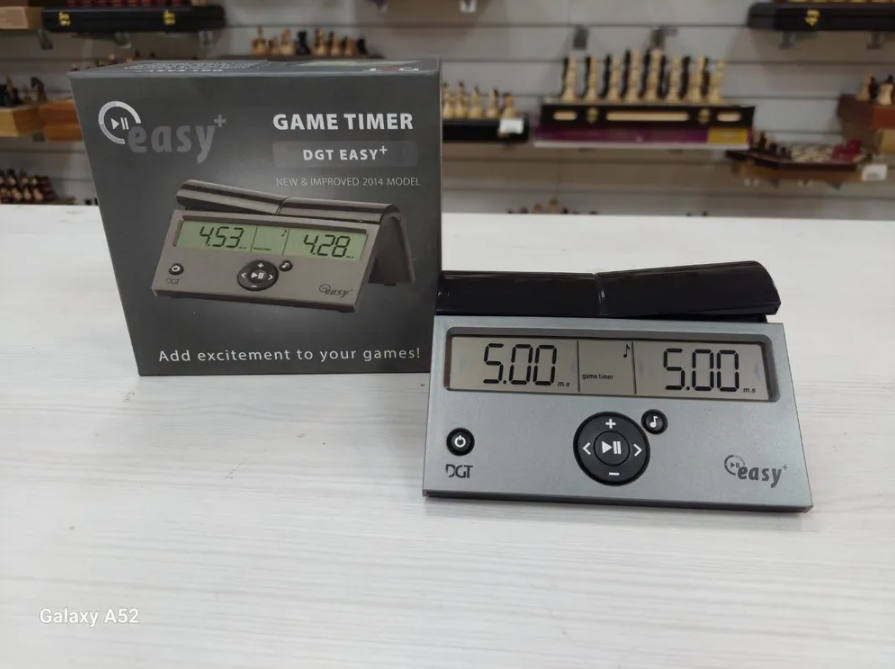 easy+
GAME TIMER
DGT EASY+
NEW & IMPROVED 2014 MODEL
4.53 m s
4.28 m s
DGT
easy+
Add excitement to your games!
5.00 m s
game timer
5.00 m s
DGT
easy+
Galaxy A52